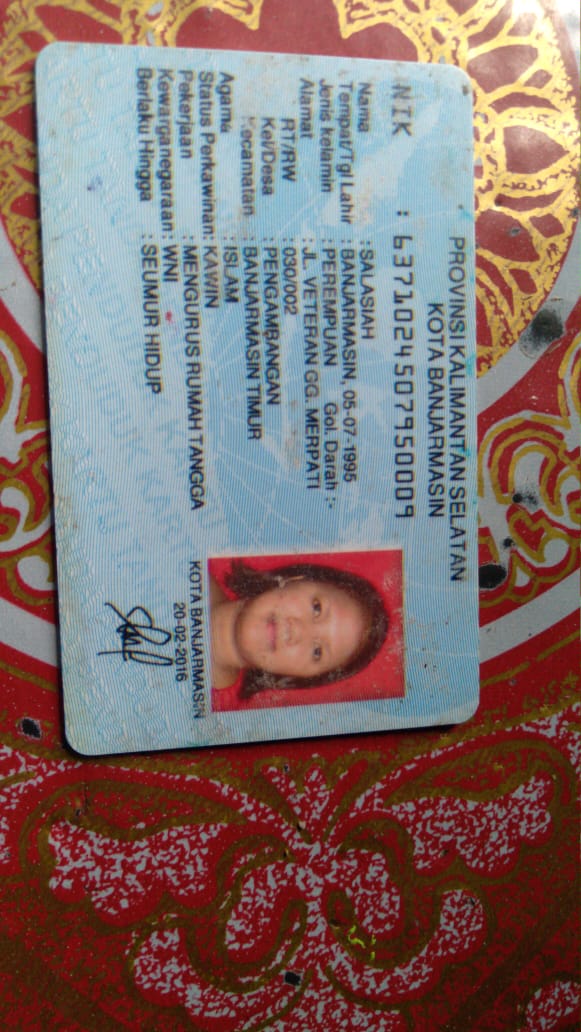 PROVINSI KALIMANTAN SELATAN
KOTA BANJARMASIN
NIK : 6371024507950009
Nama : SALASIAH
Tempat/Tgl Lahir : BANJARMASIN, 05-07-1995
Jenis kelamin : PEREMPUAN Gol. Darah : -
Alamat : JL. VETERAN GG. MERPATI
RT/RW : 030/002
Kel/Desa : PENGAMBANGAN
Kecamatan : BANJARMASIN TIMUR
Agama : ISLAM
Status Perkawinan: KAWIN
Pekerjaan : MENGURUS RUMAH TANGGA
Kewarganegaraan: WNI
Berlaku Hingga : SEUMUR HIDUP
KOTA BANJARMASIN
20-02-2016